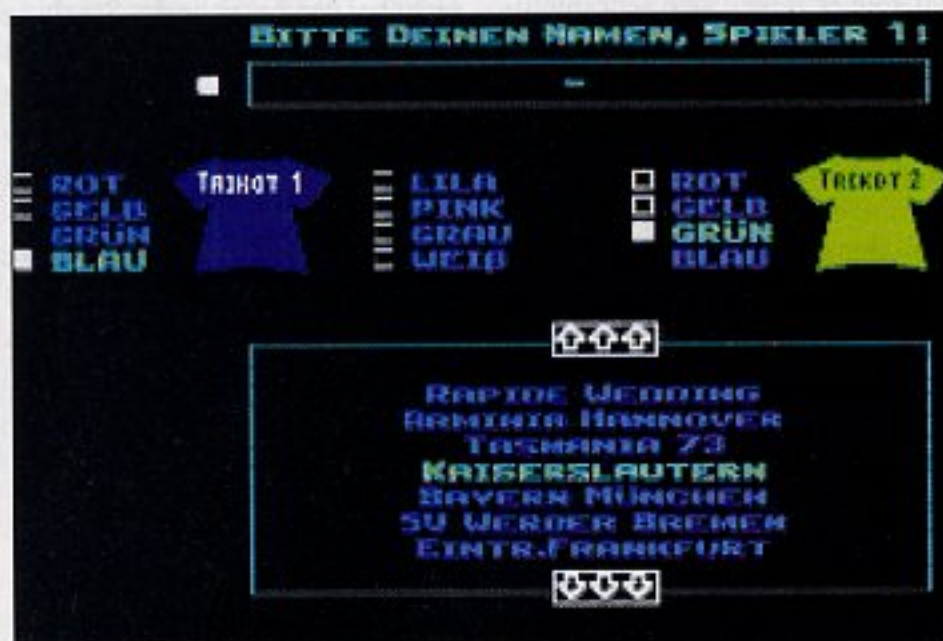 BITTE DEINEN NAMEN, SPIELER 1:
ROT
GELB
GRÜN
BLAU
TRIKOT 1
LILA
PINK
GRAU
WEIß
ROT
GELB
GRÜN
BLAU
TRIKOT 2
RAPIDE WEDDING
ARMINIA HANNOVER
TASMANIA 73
KAISERSLAUTERN
BAYERN MÜNCHEN
SV WERDER BREMEN
EINTR.FRANKFURT